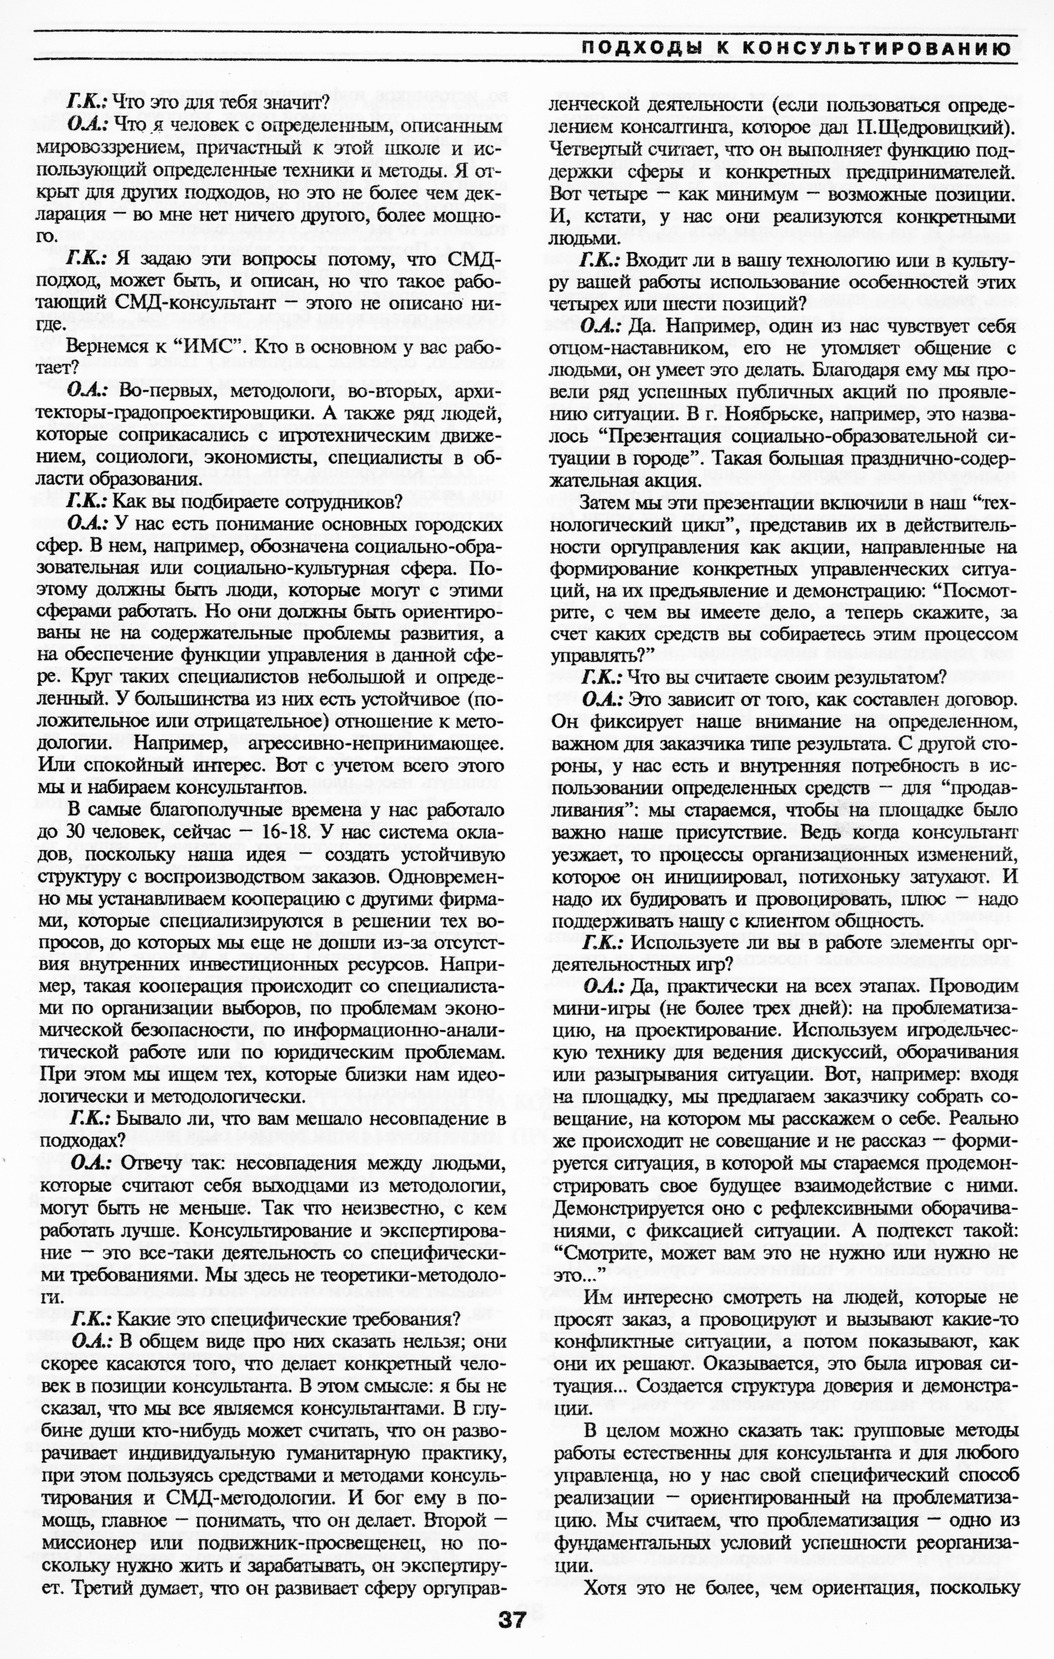 ПОДХОДЫ К КОНСУЛЬТИРОВАНИЮ
Г.К.: Что это для тебя значит?
О.А.: Что я человек с определенным, описанным
мировоззрением, причастный к этой школе и ис-
пользующий определенные техники и методы. Я от-
крыт для других подходов, но это не более чем дек-
ларация — во мне нет ничего другого, более мощно-
го.
Г.К.: Я задаю эти вопросы потому, что СМД-
подход, может быть, и описан, но что такое рабо-
тающий СМД-консультант — этого не описано ни-
где.
Вернемся к “ИМС”. Кто в основном у вас рабо-
тает?
О.А.: Во-первых, методологи, во-вторых, архи-
текторы-градопроектировщики. А также ряд людей,
которые соприкасались с игротехническим движе-
нием, социологи, экономисты, специалисты в об-
ласти образования.
Г.К.: Как вы подбираете сотрудников?
О.А.: У нас есть понимание основных городских
сфер. В нем, например, обозначена социально-обра-
зовательная или социально-культурная сфера. По-
этому должны быть люди, которые могут с этими
сферами работать. Но они должны быть ориентиро-
ваны не на содержательные проблемы развития, а
на обеспечение функции управления в данной сфе-
ре. Круг таких специалистов небольшой и опреде-
ленный. У большинства из них есть устойчивое (по-
ложительное или отрицательное) отношение к мето-
дологии. Например, агрессивно-непринимающее.
Или спокойный интерес. Вот с учетом всего этого
мы и набираем консультантов.
В самые благополучные времена у нас работало
до 30 человек, сейчас — 16-18. У нас система окла-
дов, поскольку наша идея — создать устойчивую
структуру с воспроизводством заказов. Одновремен-
но мы устанавливаем кооперацию с другими фирма-
ми, которые специализируются в решении тех во-
просов, до которых мы еще не дошли из-за отсутст-
вия внутренних инвестиционных ресурсов. Напри-
мер, такая кооперация происходит со специалиста-
ми по организации выборов, по проблемам эконо-
мической безопасности, по информационно-анали-
тической работе или по юридическим проблемам.
При этом мы ищем тех, которые близки нам идео-
логически и методологически.
Г.К.: Бывало ли, что вам мешало несовпадение в
подходах?
О.А.: Отвечу так: несовпадения между людьми,
которые считают себя выходцами из методологии,
могут быть не меньше. Так что неизвестно, с кем
работать лучше. Консультирование и экспертирова-
ние — это все-таки деятельность со специфически-
ми требованиями. Мы здесь не теоретики-методоло-
ги.
Г.К.: Какие это специфические требования?
О.А.: В общем виде про них сказать нельзя; они
скорее касаются того, что делает конкретный чело-
век в позиции консультанта. В этом смысле: я бы не
сказал, что мы все являемся консультантами. В глу-
бине души кто-нибудь может считать, что он разво-
рачивает индивидуальную гуманитарную практику,
при этом пользуясь средствами и методами консуль-
тирования и СМД-методологии. И бог ему в по-
мощь, главное — понимать, что он делает. Второй —
миссионер или подвижник-просвещенец, но по-
скольку нужно жить и зарабатывать, он экспертиру-
ет. Третий думает, что он развивает сферу оргуправ-
ленческой деятельности (если пользоваться опреде-
лением консалтинга, которое дал П.Щедровицкий).
Четвертый считает, что он выполняет функцию под-
держки сферы и конкретных предпринимателей.
Вот четыре — как минимум — возможные позиции.
И, кстати, у нас они реализуются конкретными
людьми.
Г.К.: Входит ли в вашу технологию или в культу-
ру вашей работы использование особенностей этих
четырех или шести позиций?
О.А.: Да. Например, один из нас чувствует себя
отцом-наставником, его не утомляет общение с
людьми, он умеет это делать. Благодаря ему мы про-
вели ряд успешных публичных акций по проявле-
нию ситуации. В г. Ноябрьске, например, это назва-
лось “Презентация социально-образовательной си-
туации в городе”. Такая большая празднично-содер-
жательная акция.
Затем мы эти презентации включили в наш “тех-
нологический цикл”, представив их в действитель-
ности оргуправления как акции, направленные на
формирование конкретных управленческих ситуа-
ций, на их предъявление и демонстрацию: “Посмот-
рите, с чем вы имеете дело, а теперь скажите, за
счет каких средств вы собираетесь этим процессом
управлять?”
Г.К.: Что вы считаете своим результатом?
О.А.: Это зависит от того, как составлен договор.
Он фиксирует наше внимание на определенном,
важном для заказчика типе результата. С другой сто-
роны, у нас есть и внутренняя потребность в ис-
пользовании определенных средств — для “продав-
ливания”: мы стараемся, чтобы на площадке было
важно наше присутствие. Ведь когда консультант
уезжает, то процессы организационных изменений,
которое он инициировал, потихоньку затухают. И
надо их будировать и провоцировать, плюс — надо
поддерживать нашу с клиентом общность.
Г.К.: Используете ли вы в работе элементы орг-
деятельностных игр?
О.А.: Да, практически на всех этапах. Проводим
мини-игры (не более трех дней): на проблематиза-
цию, на проектирование. Используем игродельчес-
кую технику для ведения дискуссий, оборачивания
или разыгрывания ситуации. Вот, например: входя
на площадку, мы предлагаем заказчику собрать со-
вещание, на котором мы расскажем о себе. Реально
же происходит не совещание и не рассказ — форми-
руется ситуация, в которой мы стараемся продемон-
стрировать свое будущее взаимодействие с ними.
Демонстрируется оно с рефлексивными оборачива-
ниями, с фиксацией ситуации. А подтекст такой:
“Смотрите, может вам это не нужно или нужно не
это...”
Им интересно смотреть на людей, которые не
просят заказ, а провоцируют и вызывают какие-то
конфликтные ситуации, а потом показывают, как
они их решают. Оказывается, это была игровая си-
туация... Создается структура доверия и демонстра-
ции.
В целом можно сказать так: групповые методы
работы естественны для консультанта и для любого
управленца, но у нас свой специфический способ
реализации — ориентированный на проблематиза-
цию. Мы считаем, что проблематизация — одно из
фундаментальных условий успешности реорганиза-
ции.
Хотя это не более, чем ориентация, поскольку
37